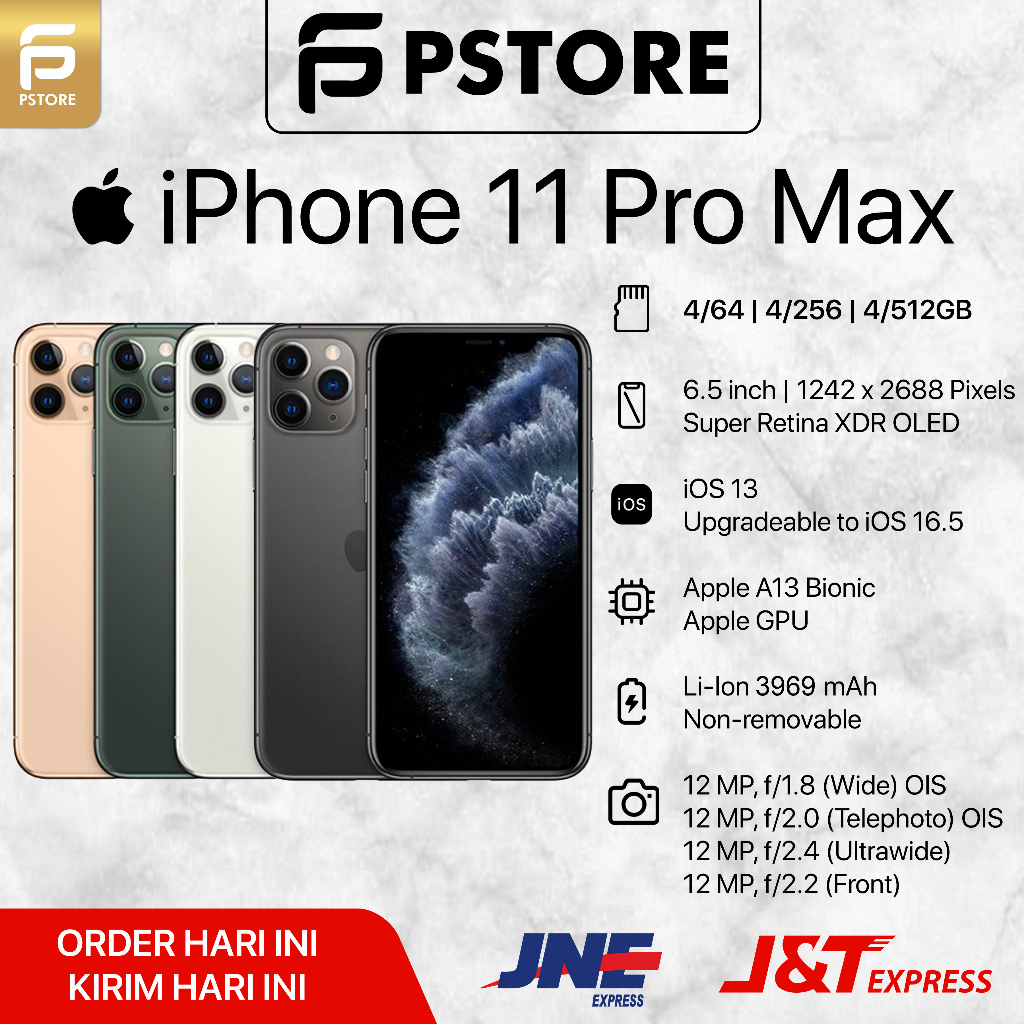 PSTORE
PSTORE
iPhone 11 Pro Max
4/64 | 4/256 | 4/512GB
6.5 inch | 1242 x 2688 Pixels
Super Retina XDR OLED
iOS
iOS 13
Upgradeable to iOS 16.5
Apple A13 Bionic
Apple GPU
Li-Ion 3969 mAh
Non-removable
12 MP, f/1.8 (Wide) OIS
12 MP, f/2.0 (Telephoto) OIS
12 MP, f/2.4 (Ultrawide)
12 MP, f/2.2 (Front)
ORDER HARI INI
KIRIM HARI INI
JNE
EXPRESS
J&T EXPRESS